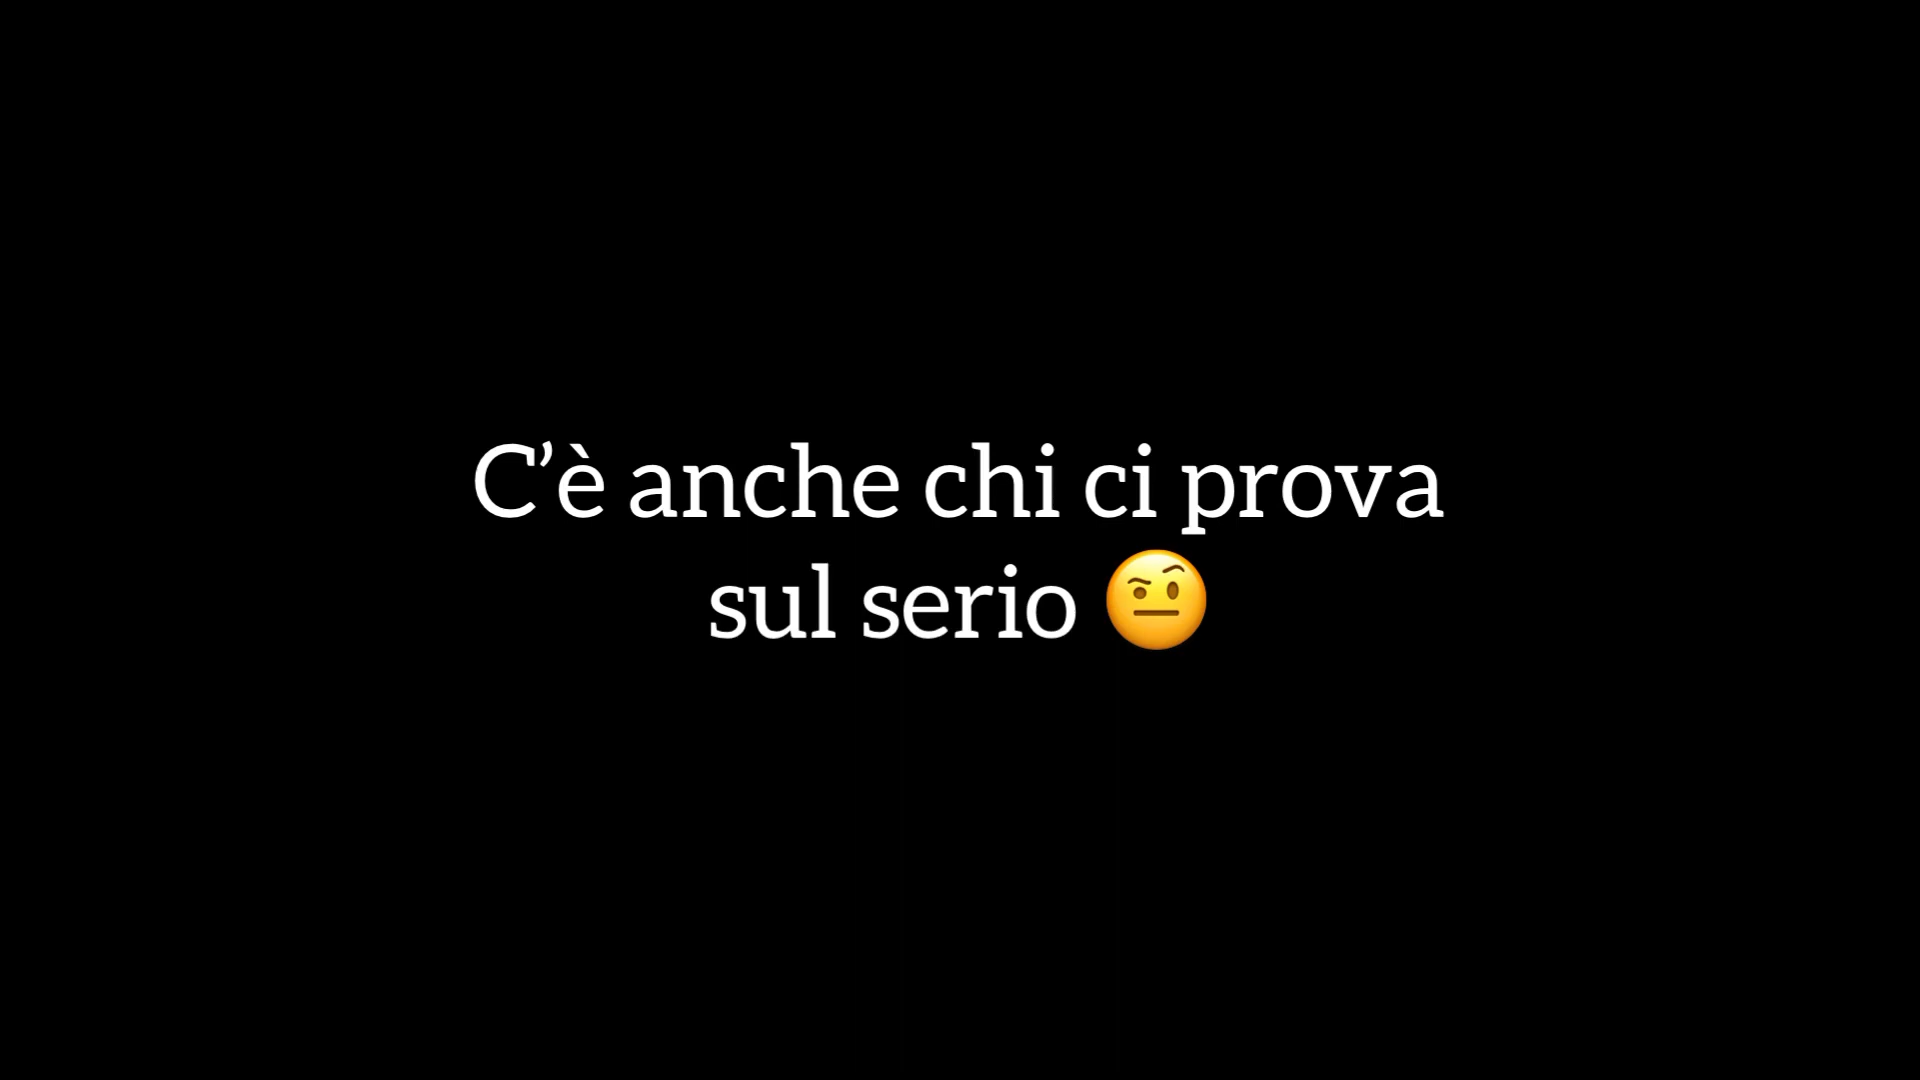 C’è anche chi ci prova
sul serio 🤨